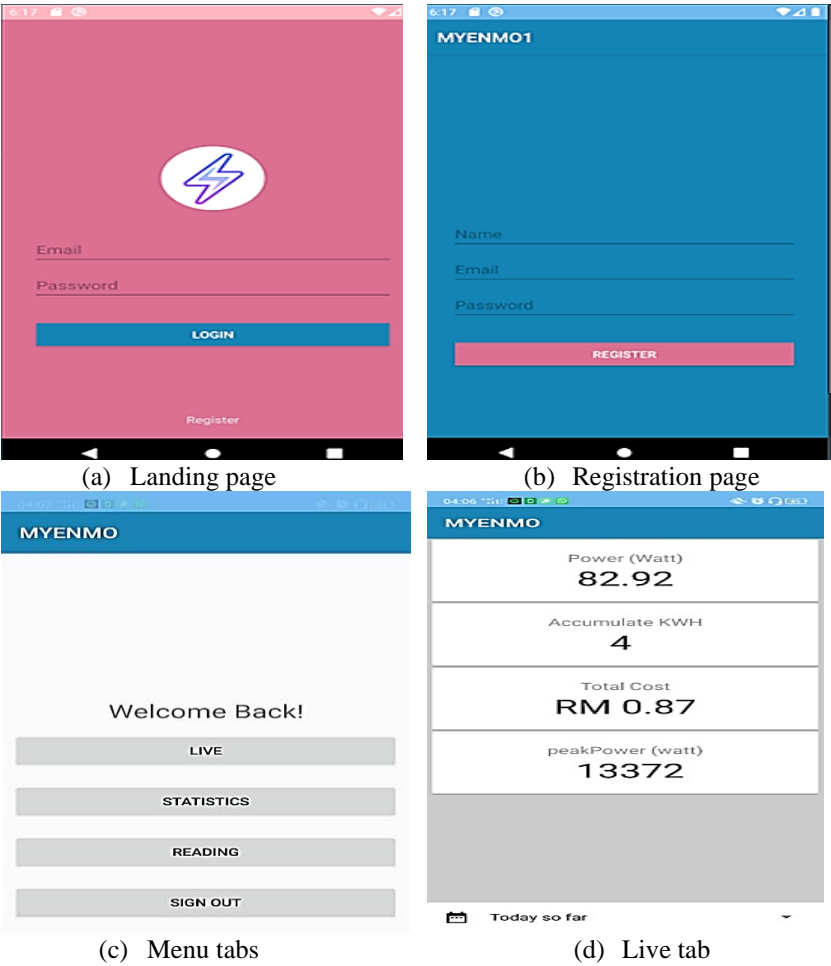 6:17
Email
Password
LOGIN
Register
(a) Landing page
6:17
MYENMO1
Name
Email
Password
REGISTER
(b) Registration page
MYENMO
Welcome Back!
LIVE
STATISTICS
READING
SIGN OUT
(c) Menu tabs
04:06
MYENMO
Power (Watt)
82.92
Accumulate KWH
4
Total Cost
RM 0.87
peakPower (watt)
13372
Today so far
(d) Live tab